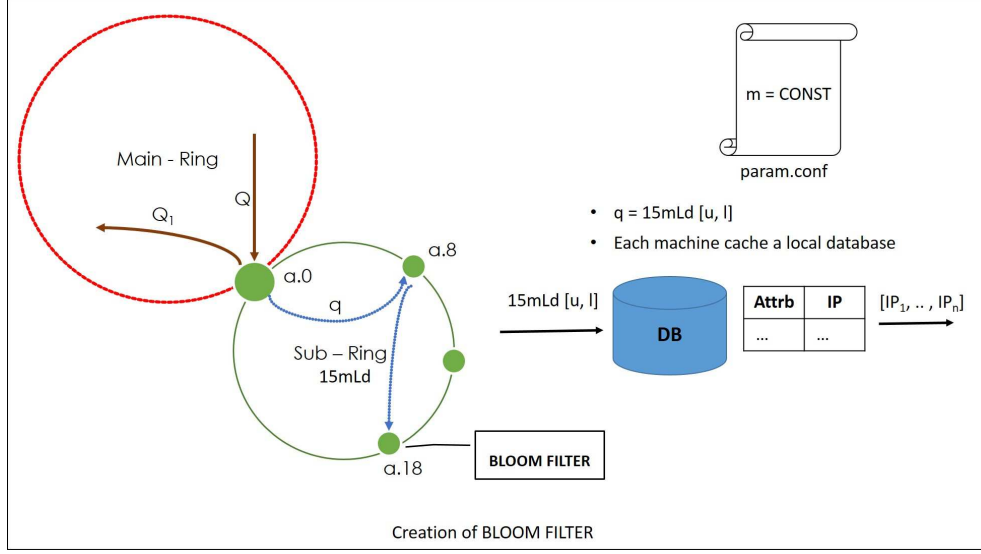 m = CONST
param.conf
Main - Ring
Q
Q₁
a.0
a.8
q
Sub – Ring
15mLd
a.18
BLOOM FILTER
• q = 15mLd [u, l]
• Each machine cache a local database
15mLd [u, l]
DB
Attrb IP
... ...
[IP₁, .. , IPₙ]
Creation of BLOOM FILTER